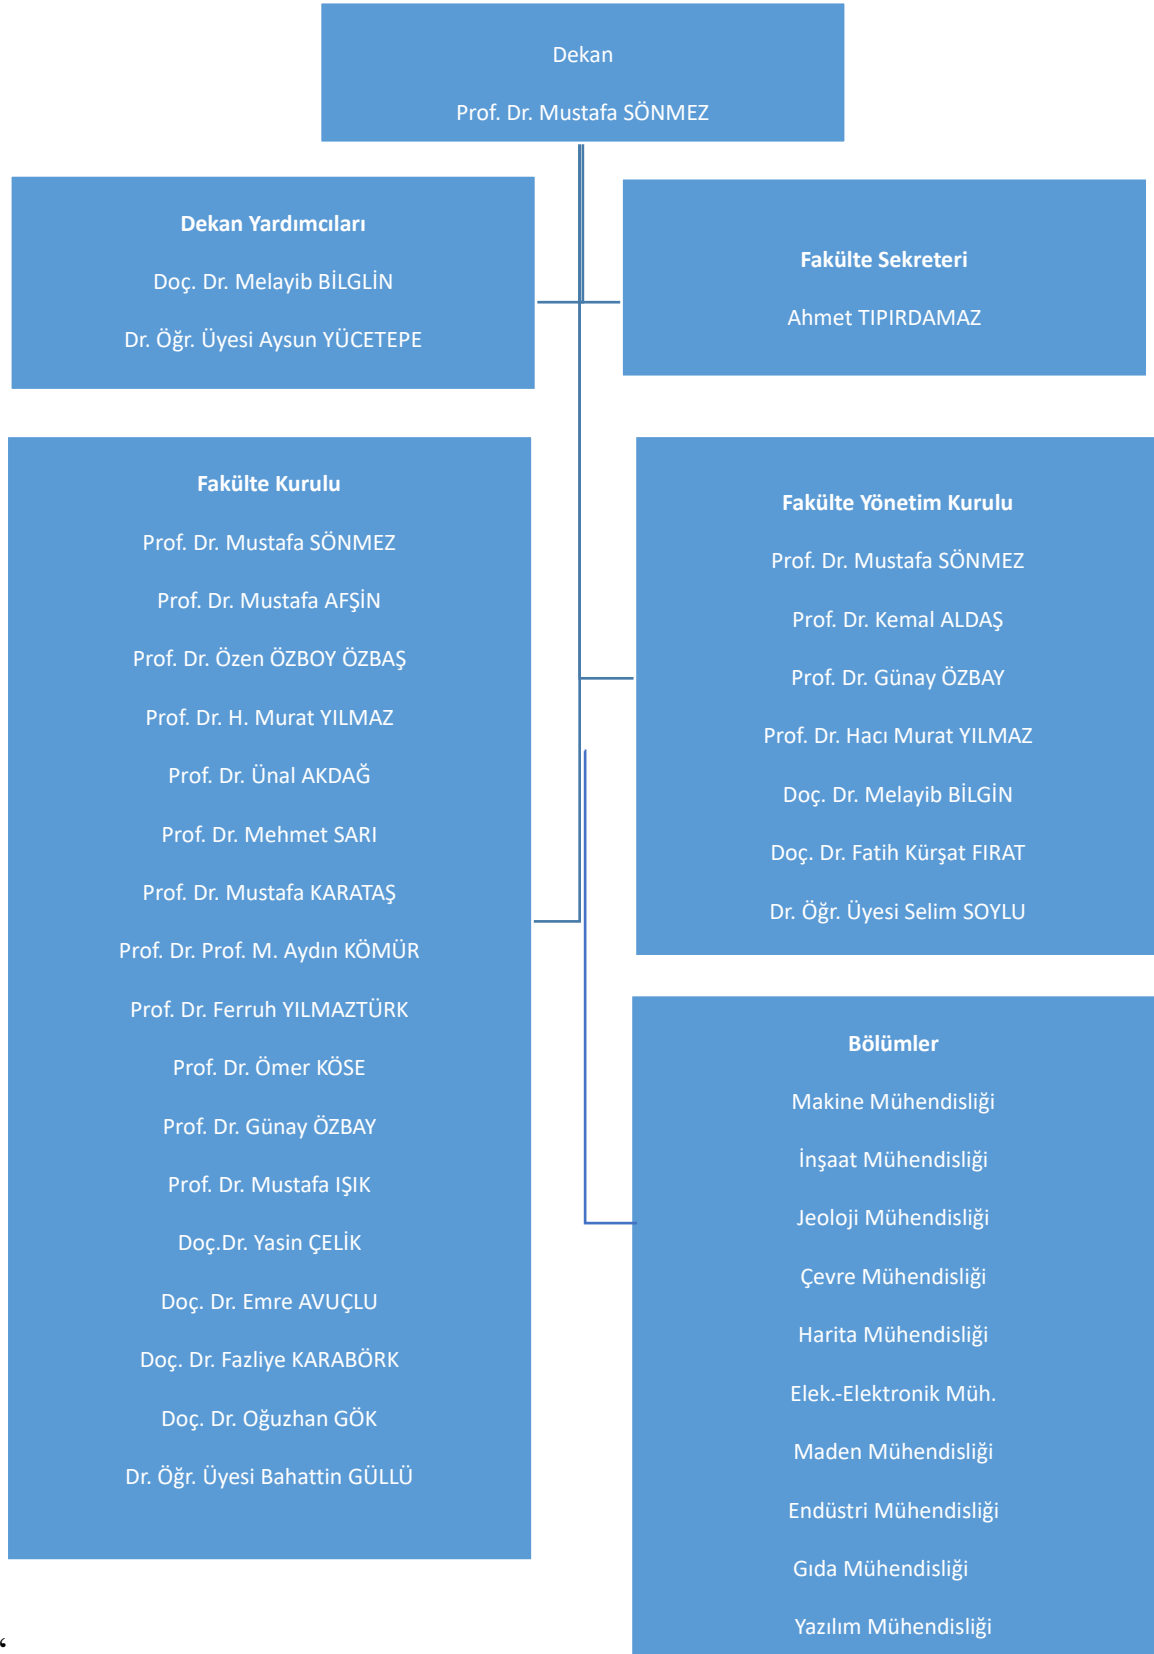 Dekan
Prof. Dr. Mustafa SÖNMEZ
Dekan Yardımcıları
Doç. Dr. Melayib BİLGLİN
Dr. Öğr. Üyesi Aysun YÜCETEPE
Fakülte Sekreteri
Ahmet TIPIRDAMAZ
Fakülte Kurulu
Prof. Dr. Mustafa SÖNMEZ
Prof. Dr. Mustafa AFŞİN
Prof. Dr. Özen ÖZBOY ÖZBAŞ
Prof. Dr. H. Murat YILMAZ
Prof. Dr. Ünal AKDAĞ
Prof. Dr. Mehmet SARI
Prof. Dr. Mustafa KARATAŞ
Prof. Dr. Prof. M. Aydın KÖMÜR
Prof. Dr. Ferruh YILMAZTÜRK
Prof. Dr. Ömer KÖSE
Prof. Dr. Günay ÖZBAY
Prof. Dr. Mustafa IŞIK
Doç.Dr. Yasin ÇELİK
Doç. Dr. Emre AVUÇLU
Doç. Dr. Fazliye KARABÖRK
Doç. Dr. Oğuzhan GÖK
Dr. Öğr. Üyesi Bahattin GÜLLÜ
Fakülte Yönetim Kurulu
Prof. Dr. Mustafa SÖNMEZ
Prof. Dr. Kemal ALDAŞ
Prof. Dr. Günay ÖZBAY
Prof. Dr. Hacı Murat YILMAZ
Doç. Dr. Melayib BİLGİN
Doç. Dr. Fatih Kürşat FIRAT
Dr. Öğr. Üyesi Selim SOYLU
Bölümler
Makine Mühendisliği
İnşaat Mühendisliği
Jeoloji Mühendisliği
Çevre Mühendisliği
Harita Mühendisliği
Elek.-Elektronik Müh.
Maden Mühendisliği
Endüstri Mühendisliği
Gıda Mühendisliği
Yazılım Mühendisliği
‘